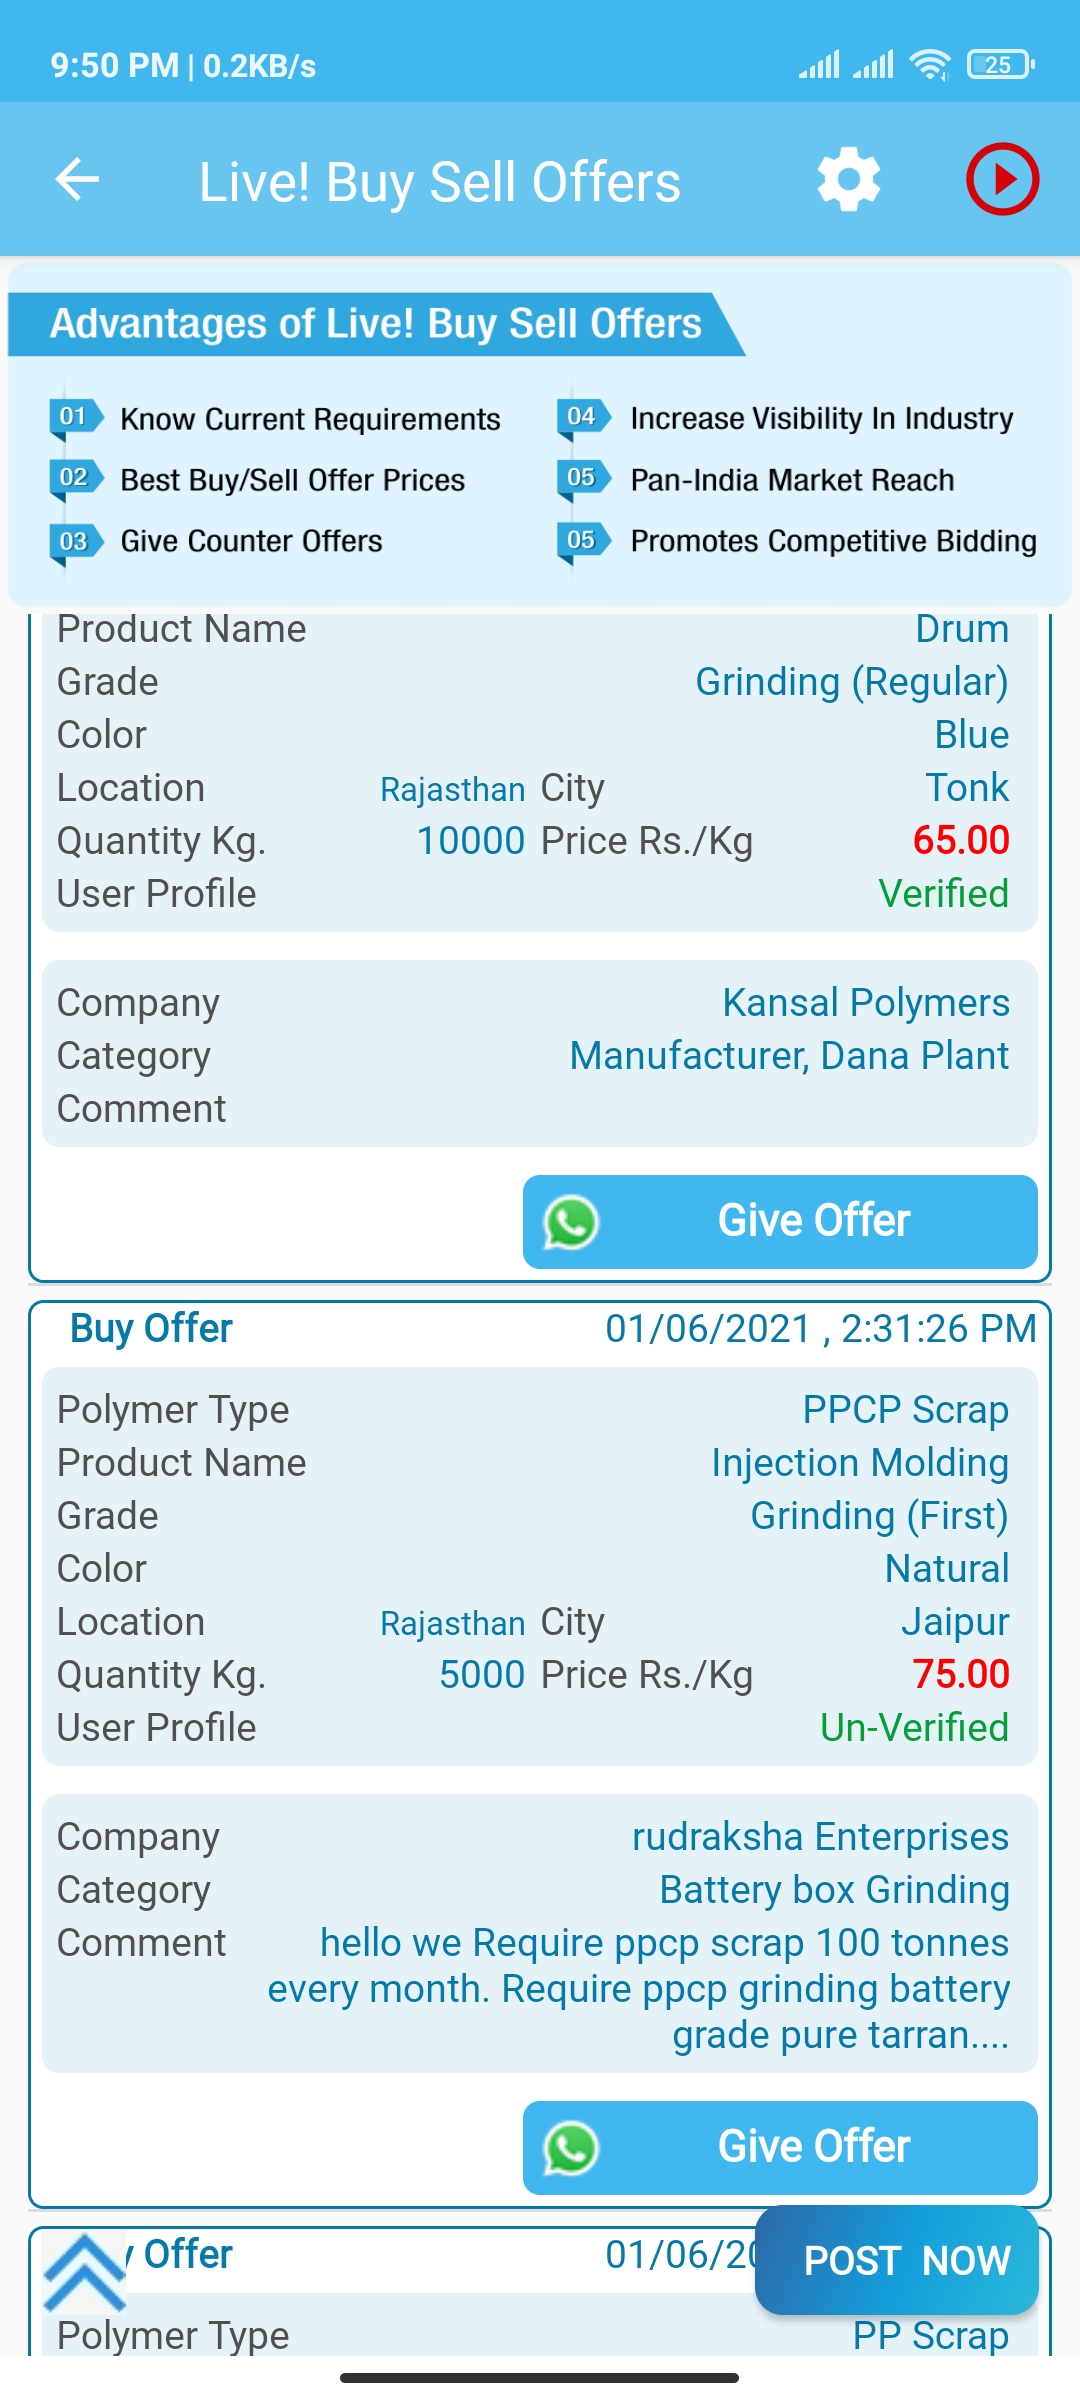 9:50 PM | 0.2KB/s 25
Live! Buy Sell Offers
Advantages of Live! Buy Sell Offers
01 Know Current Requirements
02 Best Buy/Sell Offer Prices
03 Give Counter Offers
04 Increase Visibility In Industry
05 Pan-India Market Reach
05 Promotes Competitive Bidding
Product Name Drum
Grade Grinding (Regular)
Color Blue
Location Rajasthan City Tonk
Quantity Kg. 10000 Price Rs./Kg 65.00
User Profile Verified
Company Kansal Polymers
Category Manufacturer, Dana Plant
Comment
Give Offer
Buy Offer 01/06/2021 , 2:31:26 PM
Polymer Type PPCP Scrap
Product Name Injection Molding
Grade Grinding (First)
Color Natural
Location Rajasthan City Jaipur
Quantity Kg. 5000 Price Rs./Kg 75.00
User Profile Un-Verified
Company rudraksha Enterprises
Category Battery box Grinding
Comment hello we Require ppcp scrap 100 tonnes
every month. Require ppcp grinding battery
grade pure tarran....
Give Offer
y Offer 01/06/20
POST NOW
Polymer Type PP Scrap